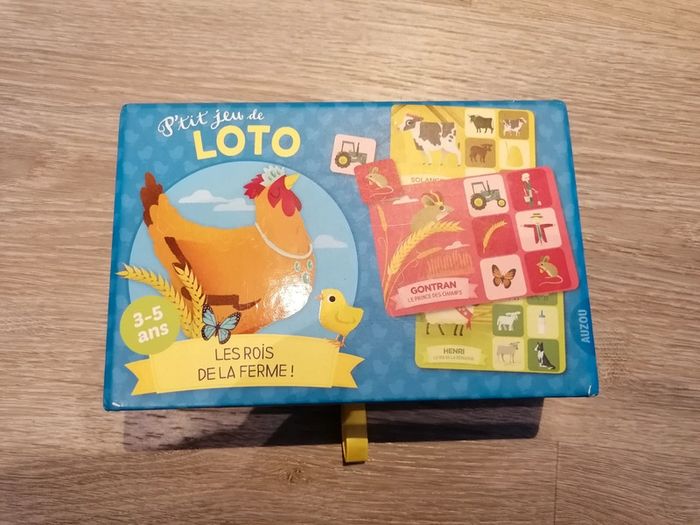 P'tit jeu de
LOTO
3-5
ans
LES ROIS
DE LA FERME !
SOLANGE
GONTRAN
LE PRINCE DES CHAMPS
HENRI
AUZOU